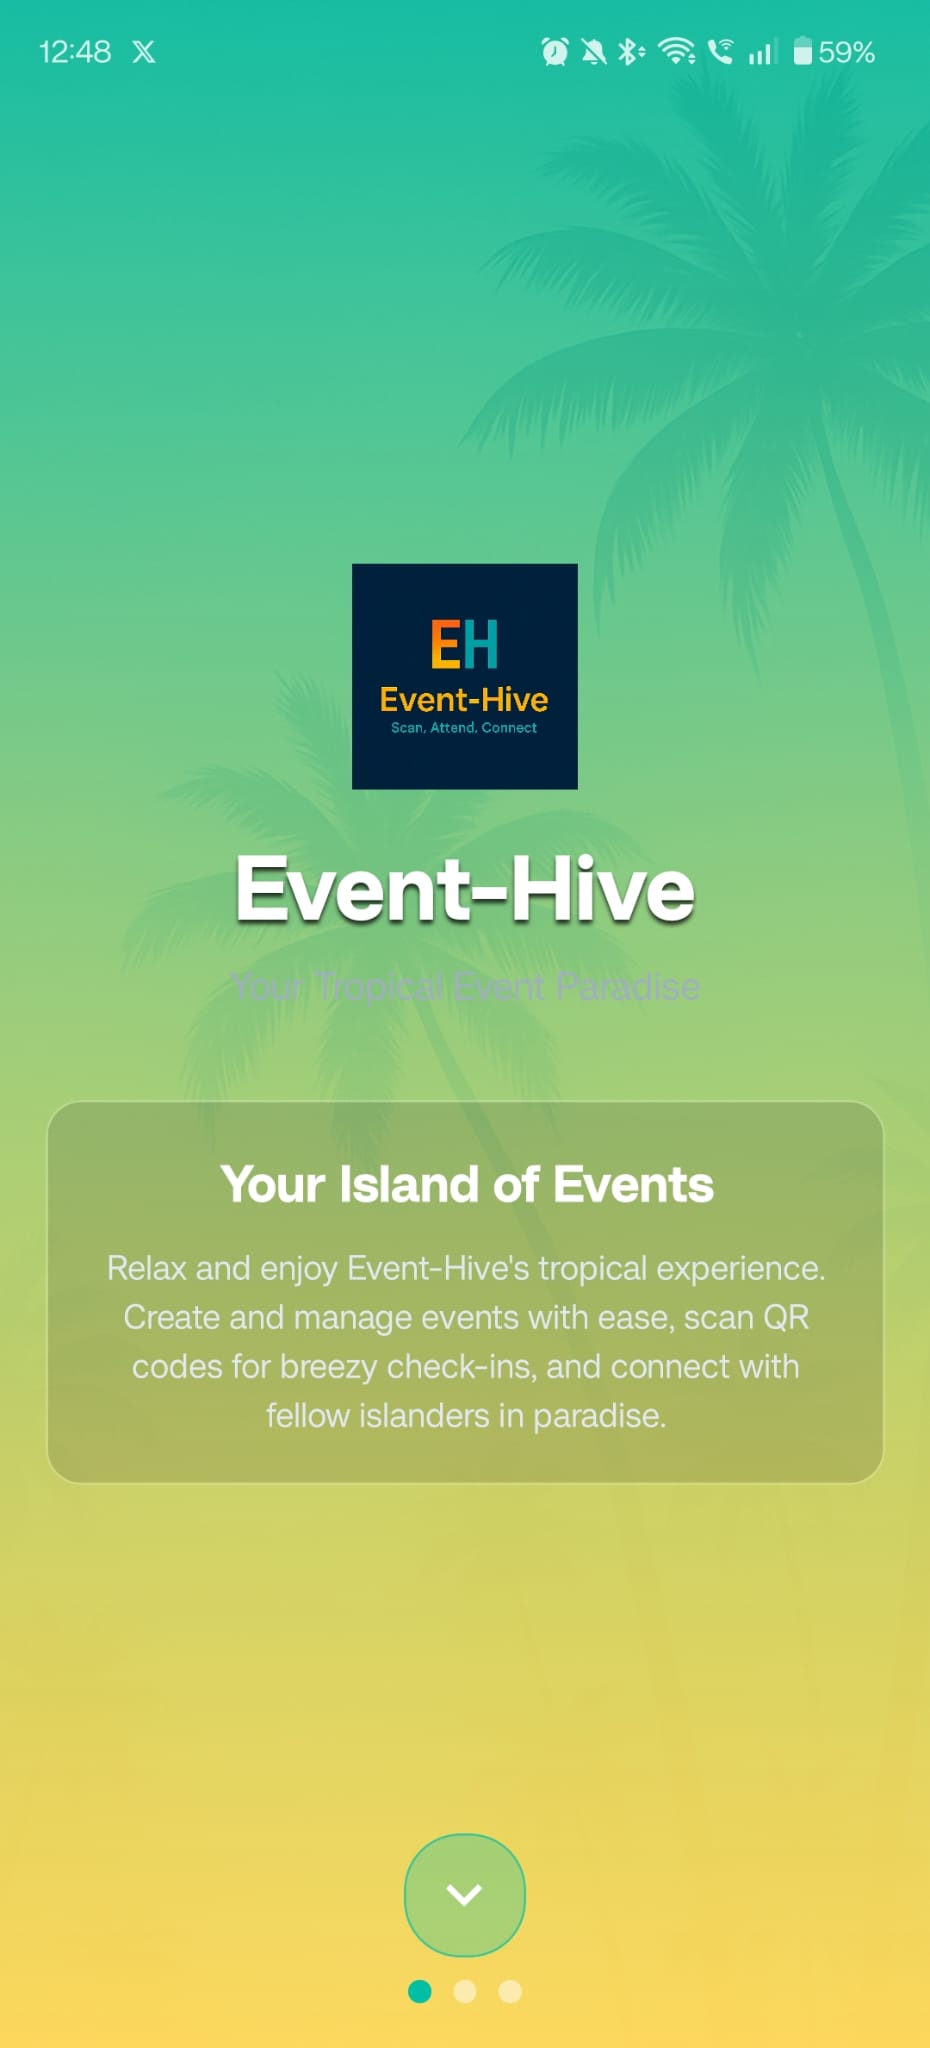 12:48 X
59%
EH
Event-Hive
Scan, Attend, Connect
Event-Hive
Your Tropical Event Paradise
Your Island of Events
Relax and enjoy Event-Hive's tropical experience.
Create and manage events with ease, scan QR
codes for breezy check-ins, and connect with
fellow islanders in paradise.